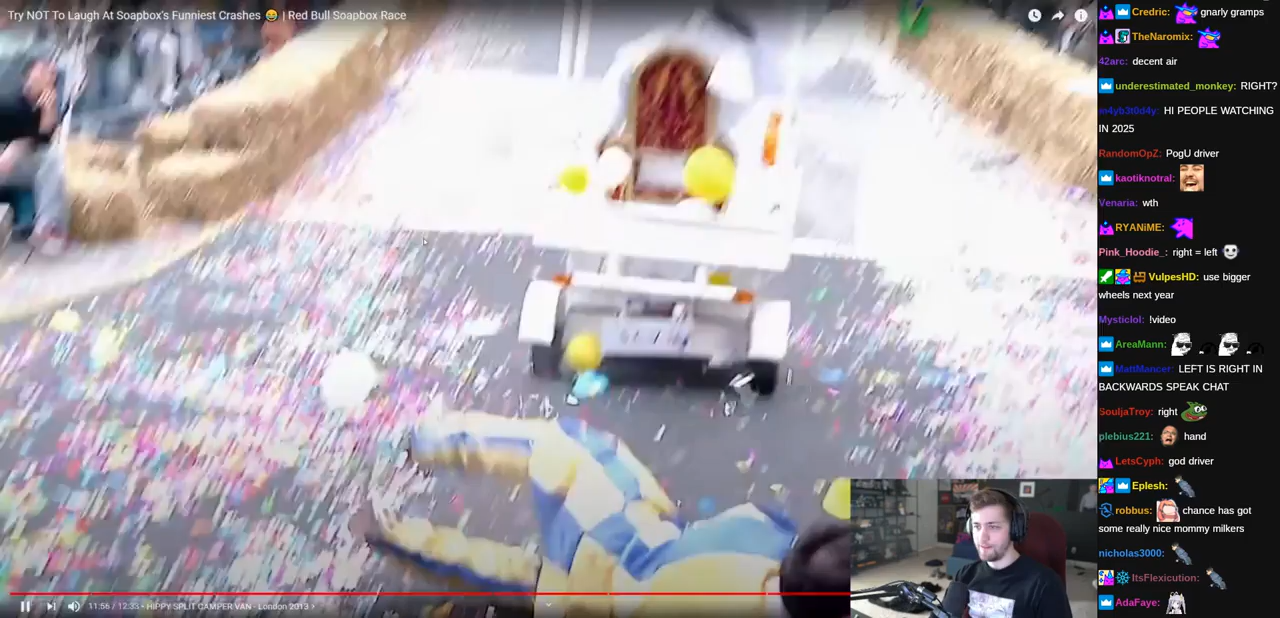 Try NOT To Laugh At Soapbox's Funniest Crashes 😂 | Red Bull Soapbox Race
11:56 / 12:33 • HIPPY SPLIT CAMPER VAN - London 2013 >
Credric: gnarly gramps
TheNaromix:
42arc: decent air
underestimated_monkey: RIGHT?
m4yb3t0d4y: HI PEOPLE WATCHING
IN 2025
RandomOpZ: PogU driver
kaotiknotral:
Venaria: wth
RYANiME:
Pink_Hoodie_: right = left
VulpesHD: use bigger
wheels next year
Mysticlol: !video
AreaMann:
MattMancer: LEFT IS RIGHT IN
BACKWARDS SPEAK CHAT
SouljaTroy: right
plebius221: hand
LetsCyph: god driver
Eplesh:
robbus: chance has got
some really nice mommy milkers
nicholas3000:
ItsFlexicution:
AdaFaye: